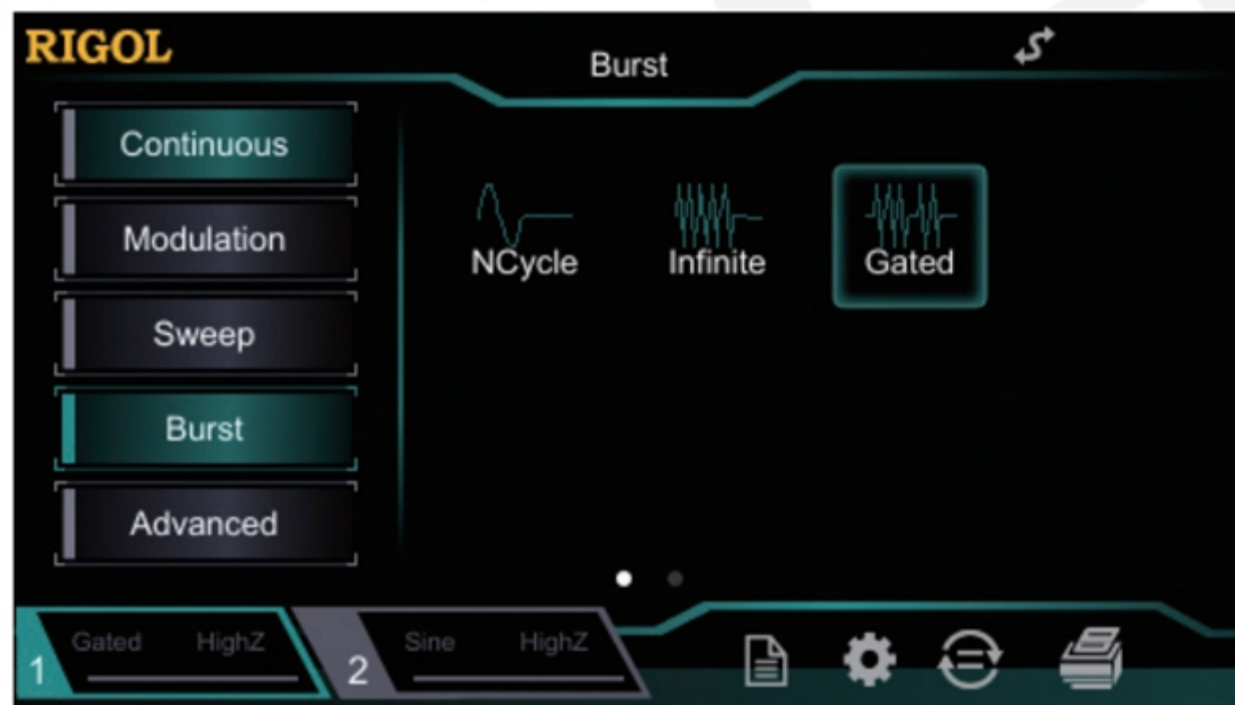 RIGOL
Burst
Continuous
Modulation
Sweep
Burst
Advanced
NCycle Infinite Gated
1 Gated HighZ 2 Sine HighZ